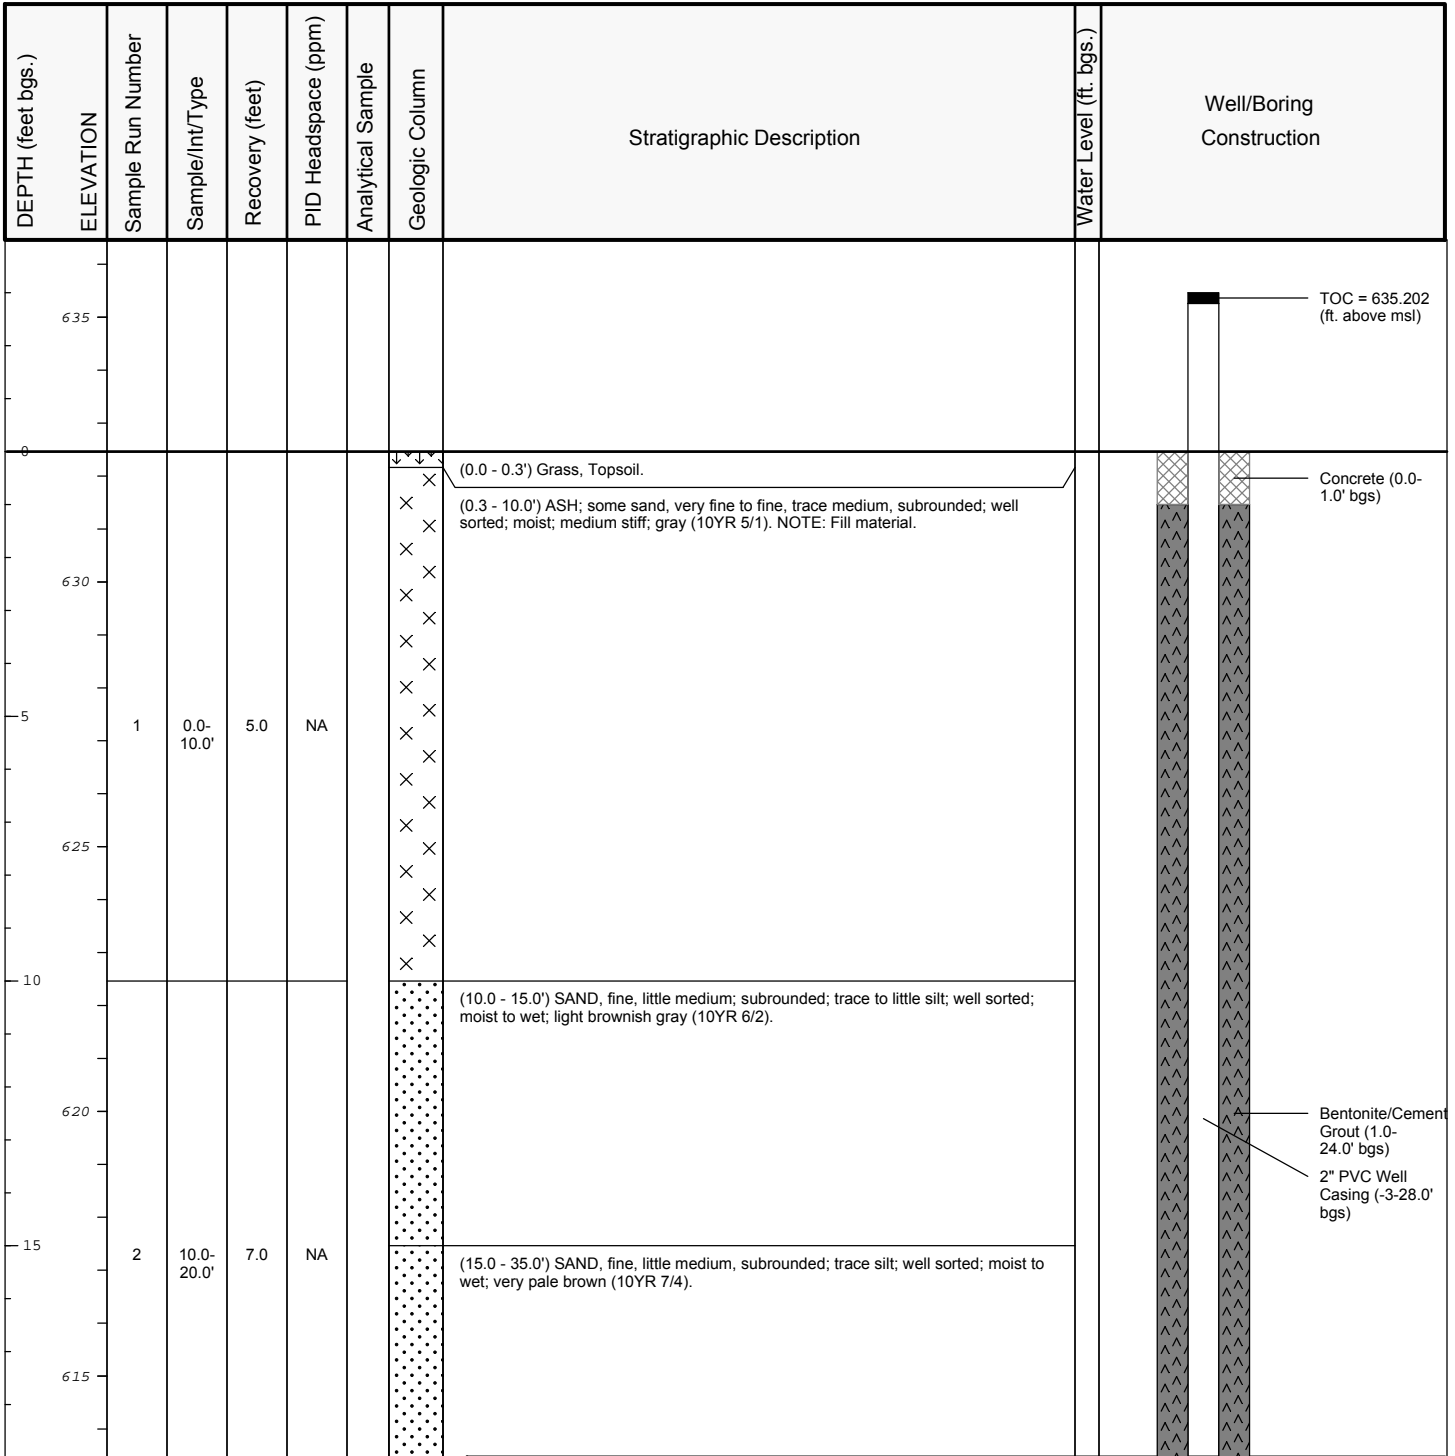 DEPTH (feet bgs.)
ELEVATION
Sample Run Number
Sample/Int/Type
Recovery (feet)
PID Headspace (ppm)
Analytical Sample
Geologic Column
Stratigraphic Description
Water Level (ft. bgs.)
Well/Boring
Construction
TOC = 635.202
(ft. above msl)
635
0
(0.0 - 0.3') Grass, Topsoil.
(0.3 - 10.0') ASH; some sand, very fine to fine, trace medium, subrounded; well
sorted; moist; medium stiff; gray (10YR 5/1). NOTE: Fill material.
Concrete (0.0-
1.0' bgs)
630
5
1
0.0-
10.0'
5.0
NA
625
10
(10.0 - 15.0') SAND, fine, little medium; subrounded; trace to little silt; well sorted;
moist to wet; light brownish gray (10YR 6/2).
620
Bentonite/Cement
Grout (1.0-
24.0' bgs)
2" PVC Well
Casing (-3-28.0'
bgs)
15
2
10.0-
20.0'
7.0
NA
(15.0 - 35.0') SAND, fine, little medium, subrounded; trace silt; well sorted; moist to
wet; very pale brown (10YR 7/4).
615